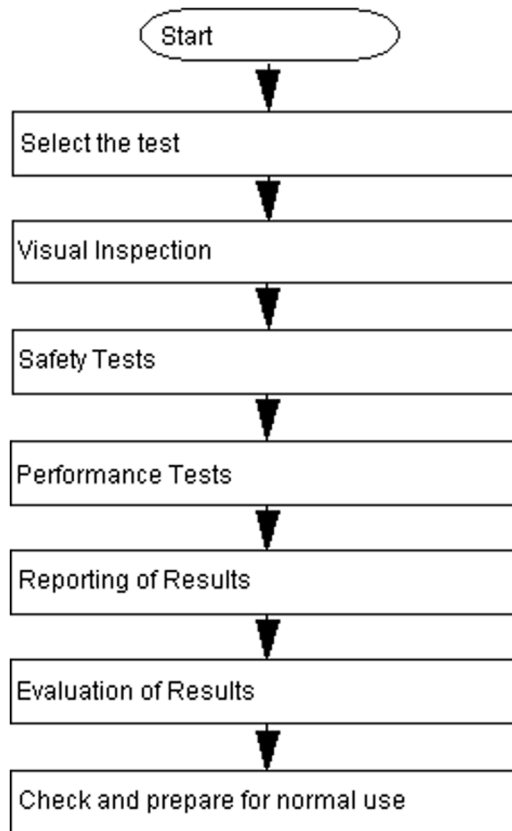 Start
Select the test
Visual Inspection
Safety Tests
Performance Tests
Reporting of Results
Evaluation of Results
Check and prepare for normal use